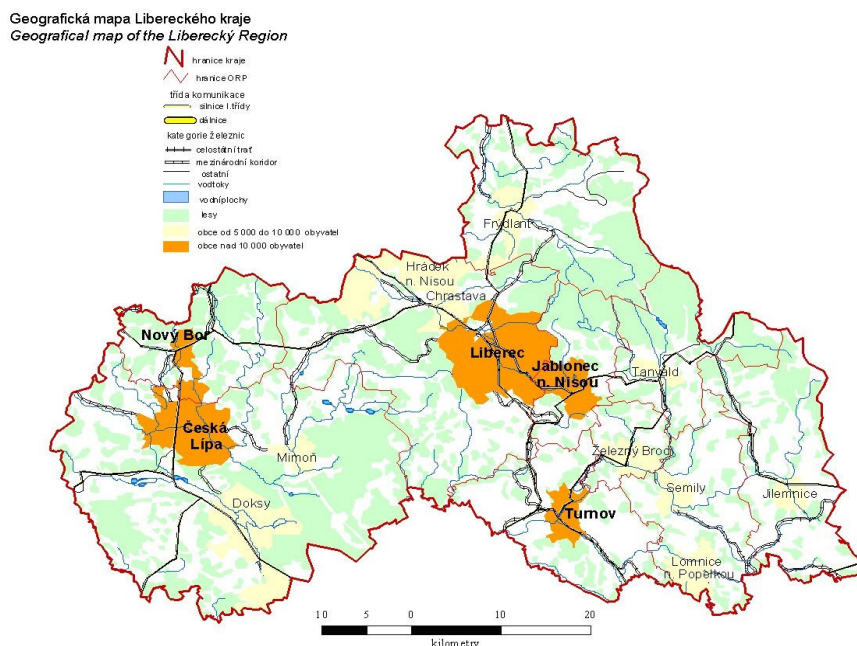 Geografická mapa Libereckého kraje
Geografical map of the Liberecký Region
hranice kraje
hranice ORP
třída komunikace
silnice I.třídy
dálnice
kategorie železnic
celostátní trať
mezinárodní koridor
ostatní
vodtoky
vodníplochy
lesy
obce od 5 000 do 10 000 obyvatel
obce nad 10 000 obyvatel
Frýdlant
Hrádek
n. Nisou
Chrastava
Nový Bor
Liberec
Jablonec
n. Nisou
Tanvald
Česká
Lípa
Mimoň
Železný Brod
Semily
Jilemnice
Doksy
Turnov
Lomnice
n. Popelkou
10 5 0 10 20
kilometry